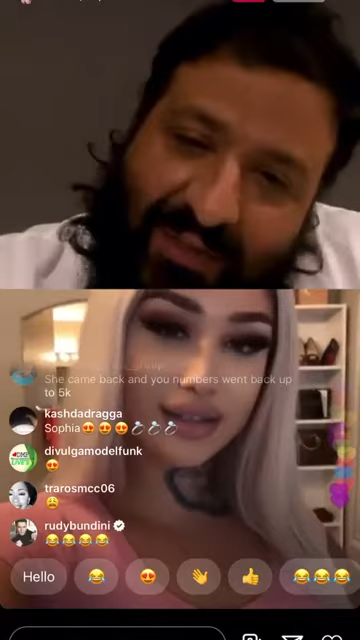 She came back and you numbers went back up
to 5k
kashdadragga
Sophia😍😍😍💍💍💍
divulgamodelfunk
😍
trarosmcc06
😩
rudybundini
😂😂😂😂
Hello 😂 😍 👋 👍 😂😂😂